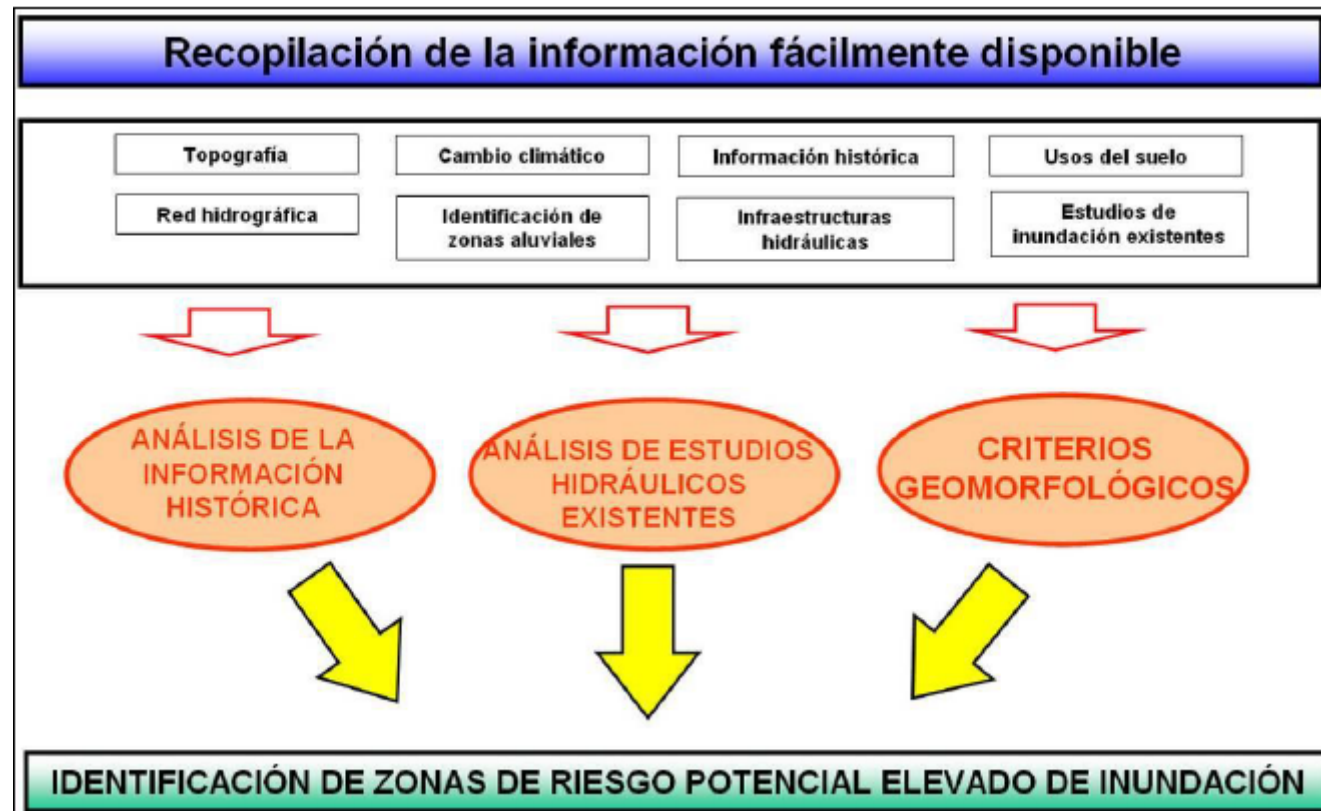 Recopilación de la información fácilmente disponible
Topografía
Cambio climático
Información histórica
Usos del suelo
Red hidrográfica
Identificación de
zonas aluviales
Infraestructuras
hidráulicas
Estudios de
inundación existentes
ANÁLISIS DE LA
INFORMACIÓN
HISTÓRICA
ANÁLISIS DE ESTUDIOS
HIDRÁULICOS
EXISTENTES
CRITERIOS
GEOMORFOLÓGICOS
IDENTIFICACIÓN DE ZONAS DE RIESGO POTENCIAL ELEVADO DE INUNDACIÓN